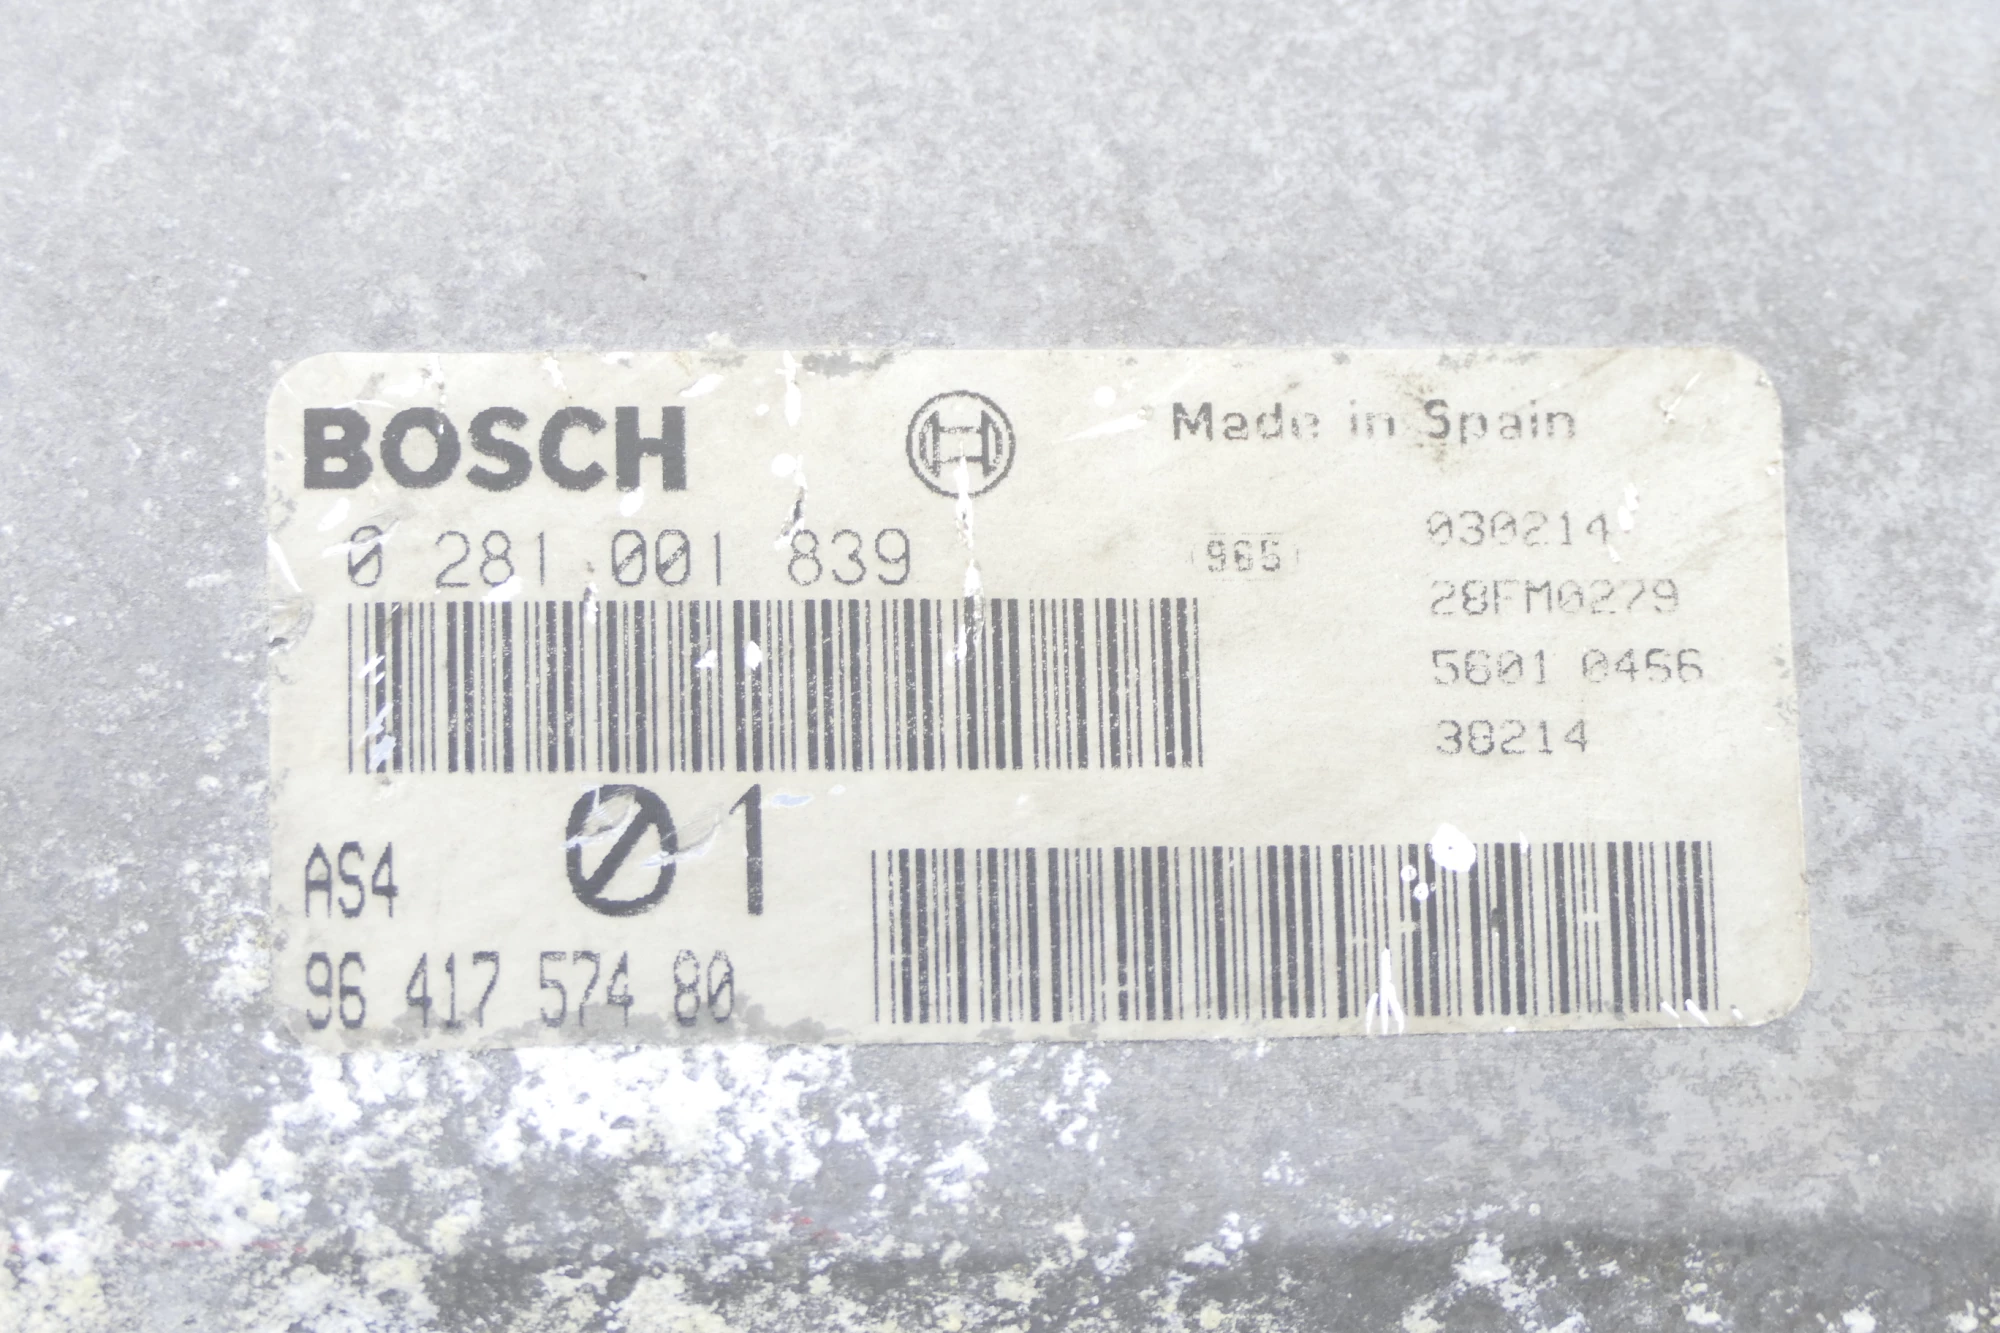 BOSCH
Made in Spain
0 281 001 839
965
030214
28FM0279
5601 0456
30214
01
AS4
96 417 574 80